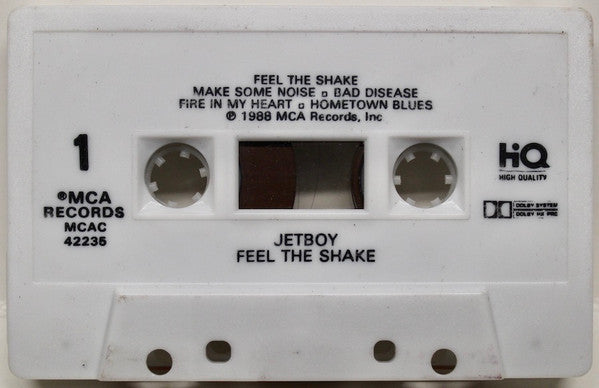 FEEL THE SHAKE
MAKE SOME NOISE ▫ BAD DISEASE
FIRE IN MY HEART ▫ HOMETOWN BLUES
℗ 1988 MCA Records, Inc
1
®MCA
RECORDS
MCAC
42235
HiQ
HIGH QUALITY
DOLBY SYSTEM
DOLBY HX PRO
JETBOY
FEEL THE SHAKE